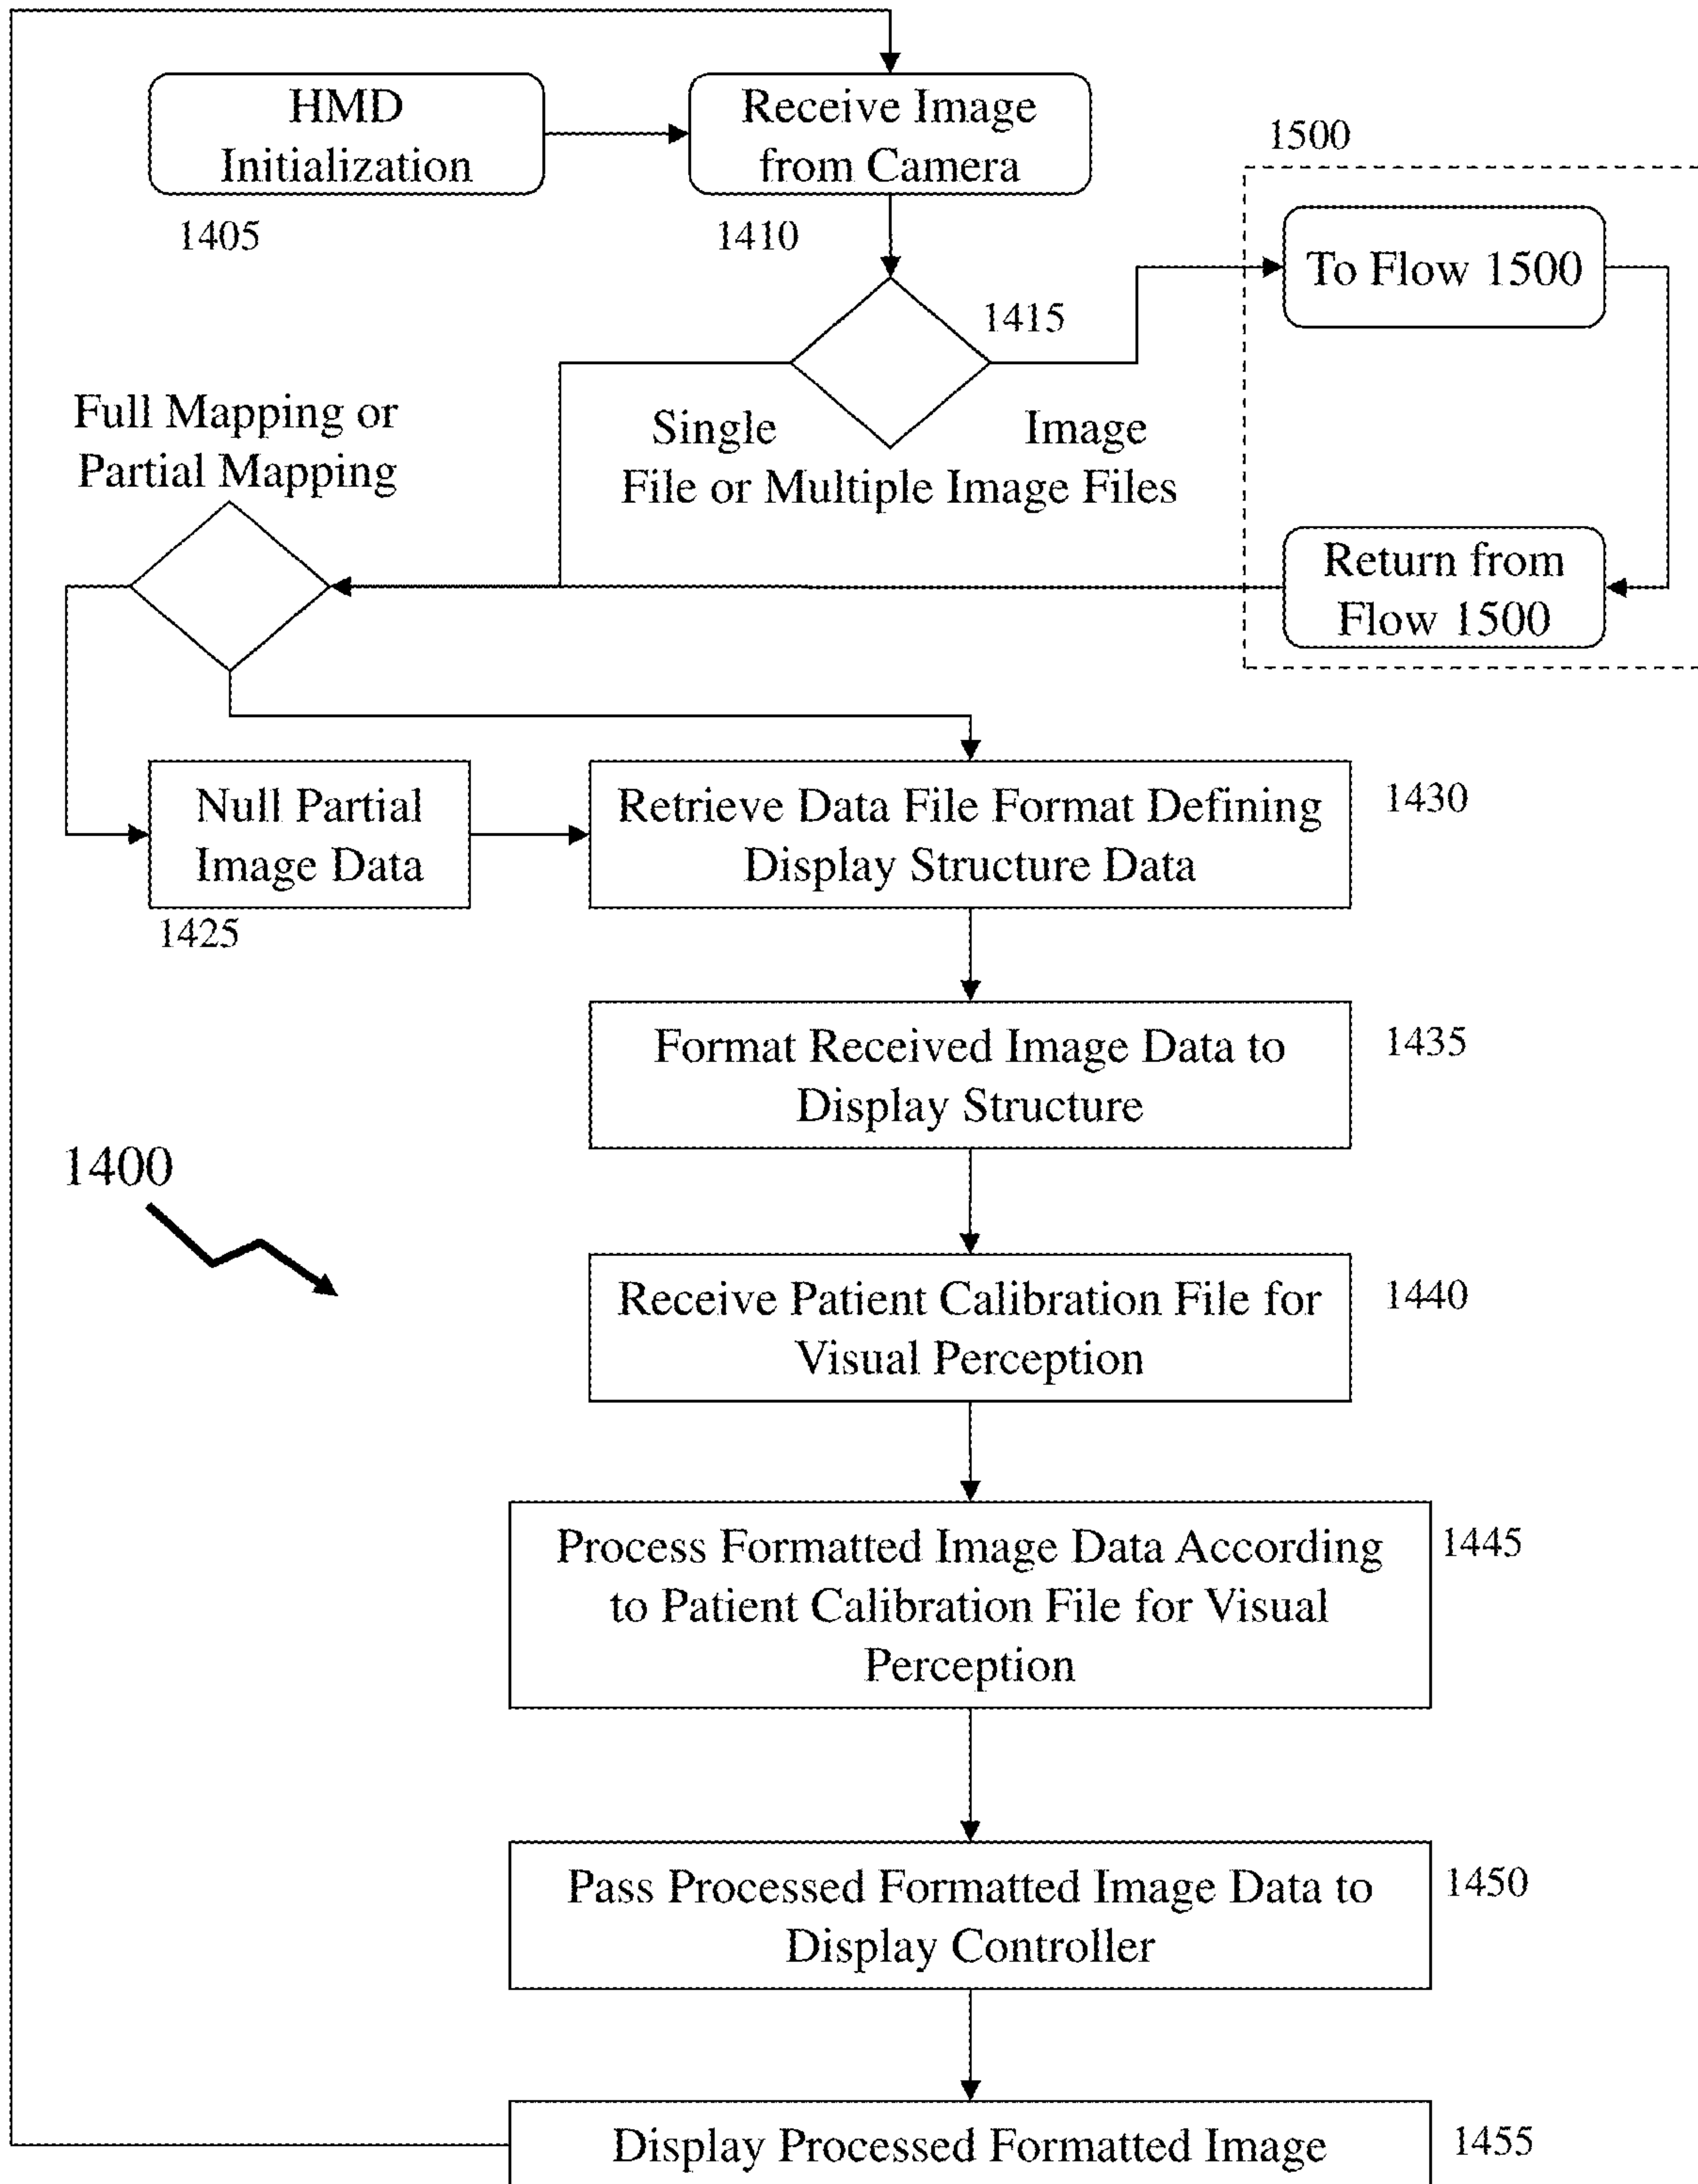 HMD
Initialization
1405
Receive Image
from Camera
1410
1500
To Flow 1500
1415
Single Image
File or Multiple Image Files
Full Mapping or
Partial Mapping
Return from
Flow 1500
Null Partial
Image Data
1425
Retrieve Data File Format Defining
Display Structure Data
1430
Format Received Image Data to
Display Structure
1435
1400
Receive Patient Calibration File for
Visual Perception
1440
Process Formatted Image Data According
to Patient Calibration File for Visual
Perception
1445
Pass Processed Formatted Image Data to
Display Controller
1450
Display Processed Formatted Image
1455